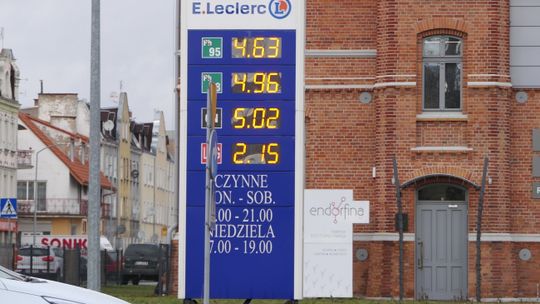 E.Leclerc L
Pb 95 4.63
4.96
5.02
2.15
CZYNNE
ON. - SOB.
.00 - 21.00
NIEDZIELA
7.00 - 19.00
endorfina